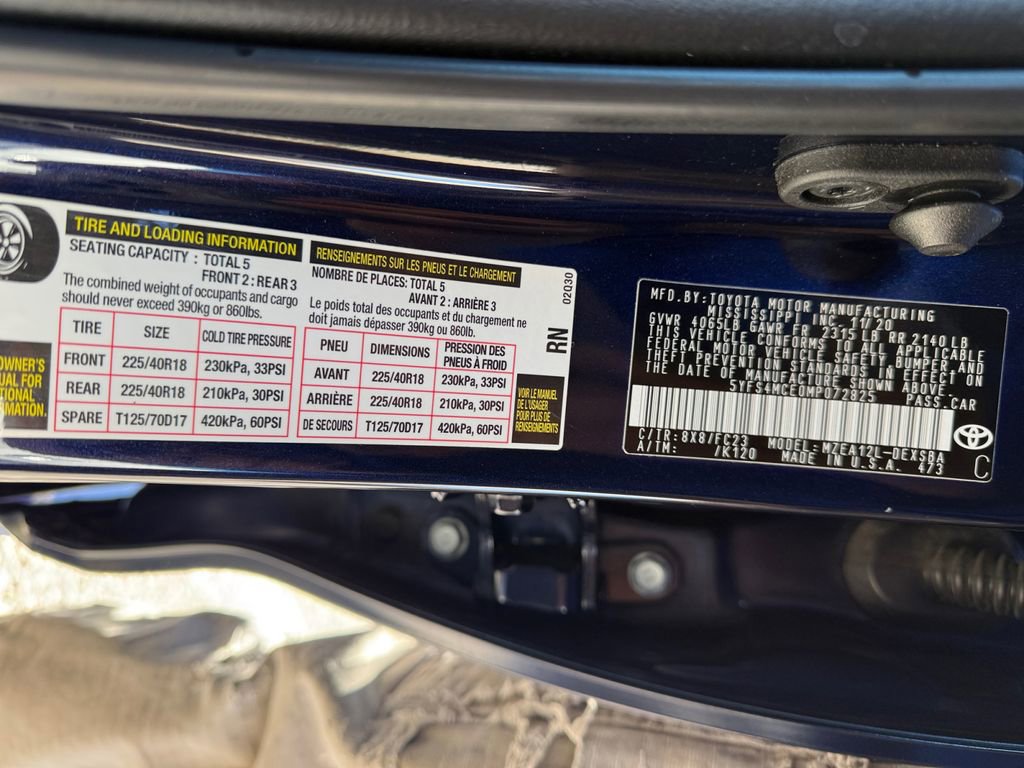 TIRE AND LOADING INFORMATION
SEATING CAPACITY : TOTAL 5
FRONT 2 : REAR 3
The combined weight of occupants and cargo
should never exceed 390kg or 860lbs.
TIRE SIZE COLD TIRE PRESSURE
FRONT 225/40R18 230kPa, 33PSI
REAR 225/40R18 210kPa, 30PSI
SPARE T125/70D17 420kPa, 60PSI
RENSEIGNEMENTS SUR LES PNEUS ET LE CHARGEMENT
NOMBRE DE PLACES: TOTAL 5
AVANT 2 : ARRIÈRE 3
Le poids total des occupants et du chargement ne
doit jamais dépasser 390kg ou 860lb.
PNEU DIMENSIONS PRESSION DES
PNEUS À FROID
AVANT 225/40R18 230kPa, 33PSI
ARRIÈRE 225/40R18 210kPa, 30PSI
DE SECOURS T125/70D17 420kPa, 60PSI
02Q30
RN
VOIR LE MANUEL
DE L'USAGER
POUR PLUS DE
RENSEIGNEMENTS
MFD.BY:TOYOTA MOTOR MANUFACTURING
MISSISSIPPI, INC. 11/20
GVWR 4065LB GAWR FR 2315 LB RR 2140 LB
THIS VEHICLE CONFORMS TO ALL APPLICABLE
FEDERAL MOTOR VEHICLE SAFETY, BUMPER, AND
THEFT PREVENTION STANDARDS IN EFFECT ON
THE DATE OF MANUFACTURE SHOWN ABOVE.
5YFS4MCE0MP072825 PASS.CAR
C/TR: 8X8/FC23 MODEL: MZEA12L-DEXSBA
A/TM: /K120 MADE IN U.S.A. 473
C